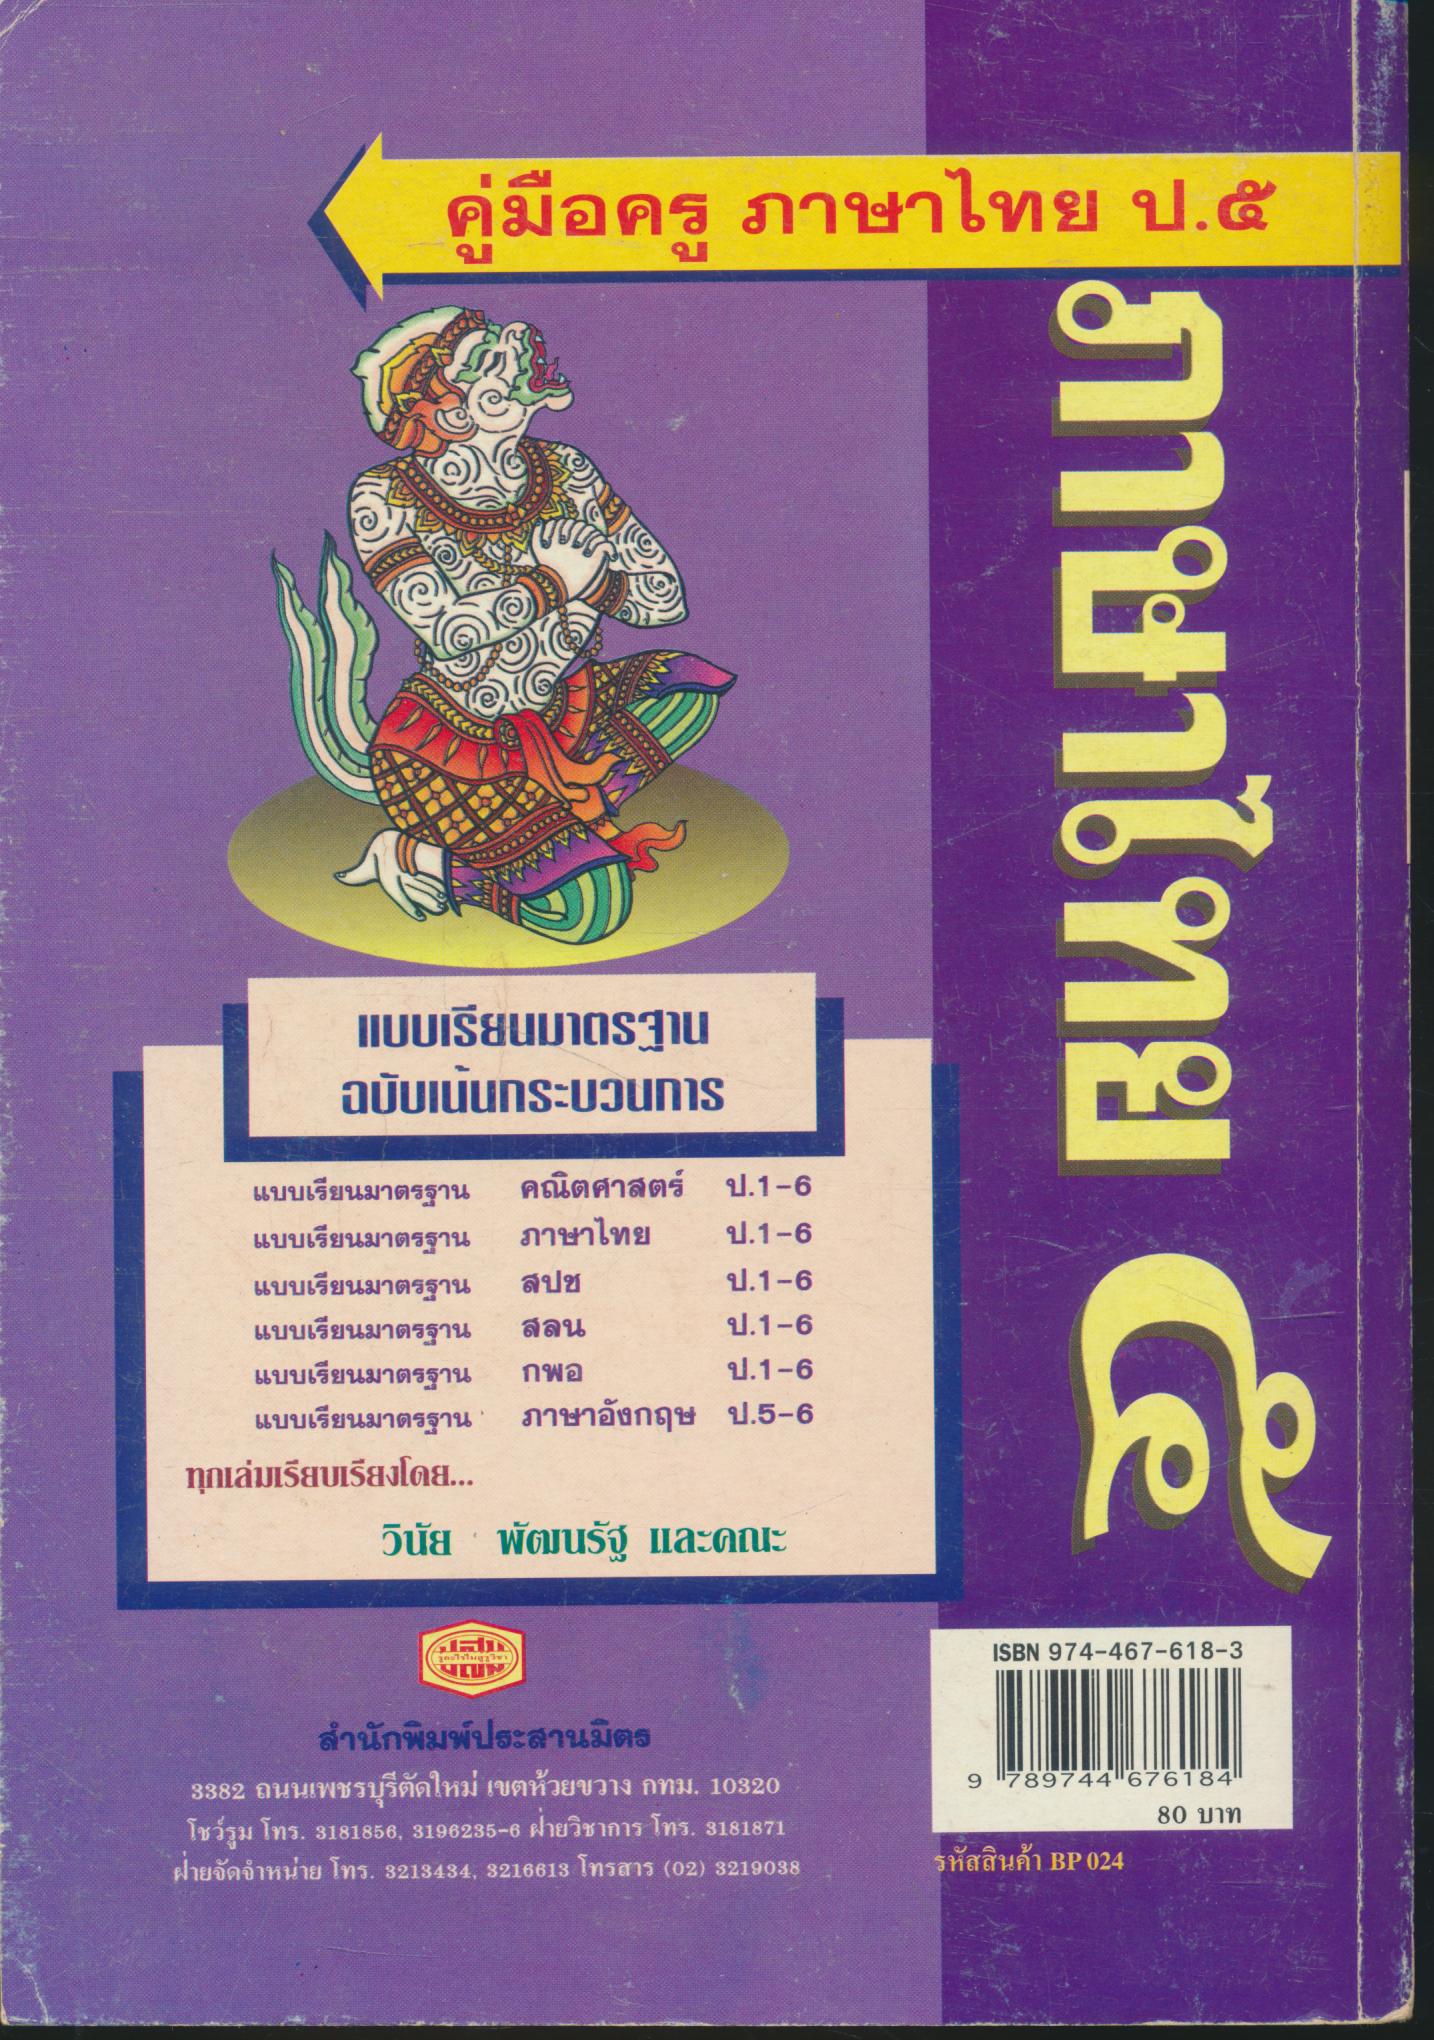 คู่มือครู ภาษาไทย ป.๕
ภาษาไทย ๕
แบบเรียนมาตรฐาน
ฉบับเน้นกระบวนการ
แบบเรียนมาตรฐาน คณิตศาสตร์ ป.1-6
แบบเรียนมาตรฐาน ภาษาไทย ป.1-6
แบบเรียนมาตรฐาน สปช ป.1-6
แบบเรียนมาตรฐาน สลน ป.1-6
แบบเรียนมาตรฐาน กพอ ป.1-6
แบบเรียนมาตรฐาน ภาษาอังกฤษ ป.5-6
ทุกเล่มเรียบเรียงโดย...
วินัย พัฒนรัฐ และคณะ
สำนักพิมพ์ประสานมิตร
3382 ถนนเพชรบุรีตัดใหม่ เขตห้วยขวาง กทม. 10320
โชว์รูม โทร. 3181856, 3196235-6 ฝ่ายวิชาการ โทร. 3181871
ฝ่ายจัดจำหน่าย โทร. 3213434, 3216613 โทรสาร (02) 3219038
ISBN 974-467-618-3
9 789744 676184
80 บาท
รหัสสินค้า BP 024